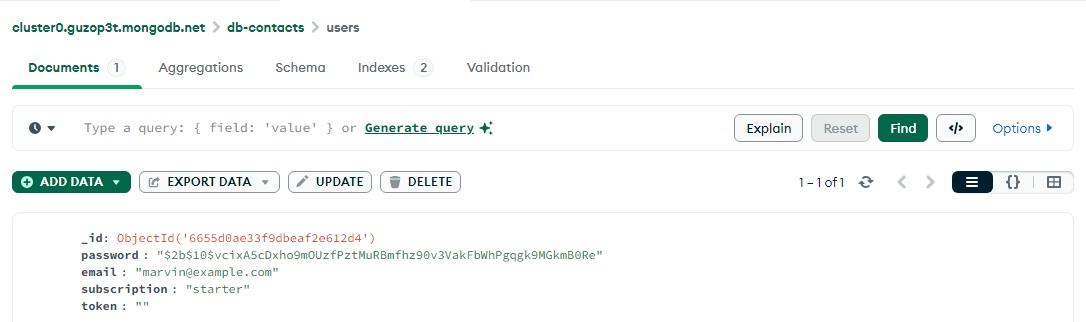 cluster0.guzop3t.mongodb.net > db-contacts > users
Documents 1 Aggregations Schema Indexes 2 Validation
Type a query: { field: 'value' } or Generate query
Explain Reset Find </> Options
ADD DATA EXPORT DATA UPDATE DELETE 1 – 1 of 1 {}
_id: ObjectId('6655d0ae33f9dbeaf2e612d4')
password : "$2b$10$vcixA5cDxho9mOUzfPztMuRBmfhz90v3VakFbWhPgqgk9MGkmB0Re"
email : "marvin@example.com"
subscription : "starter"
token : ""